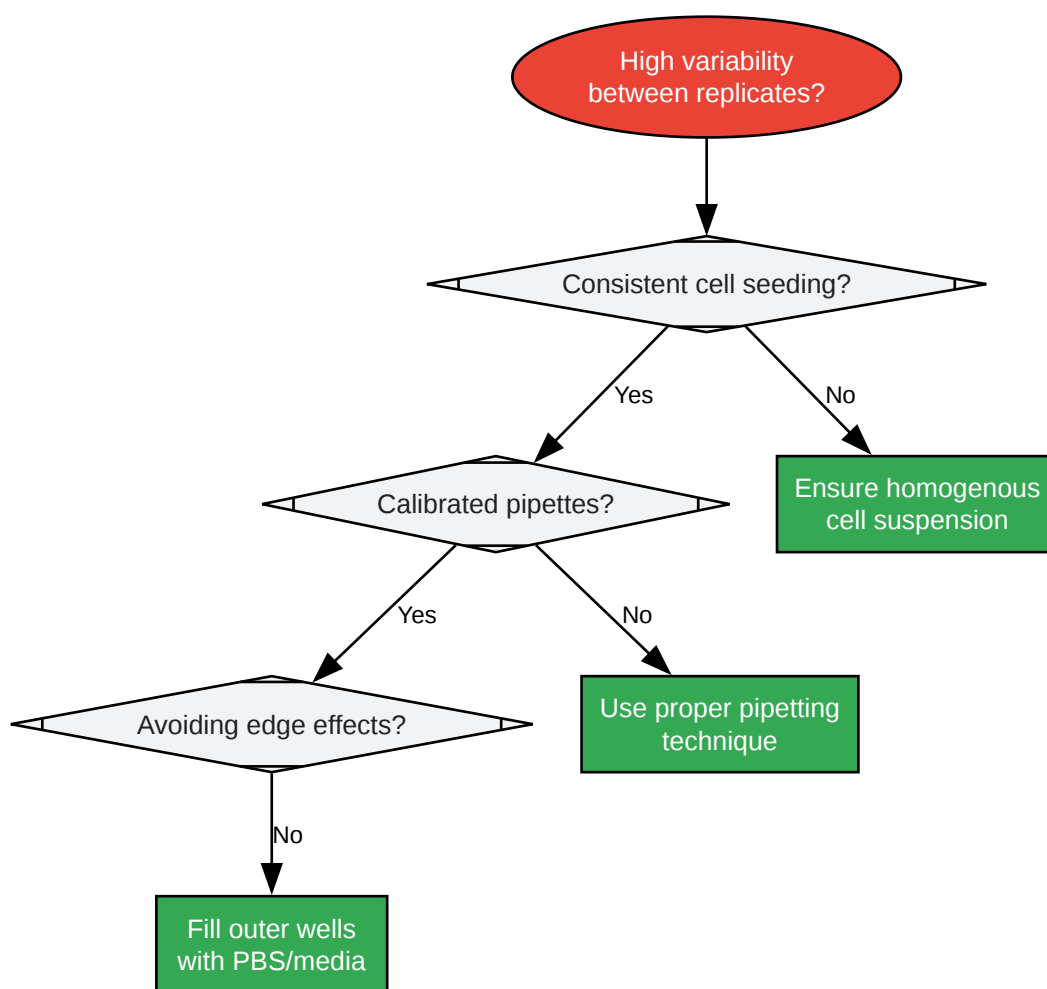 High variability
between replicates?
Consistent cell seeding?
Yes
No
Calibrated pipettes?
Ensure homogenous
cell suspension
Yes
No
Avoiding edge effects?
Use proper pipetting
technique
No
Fill outer wells
with PBS/media